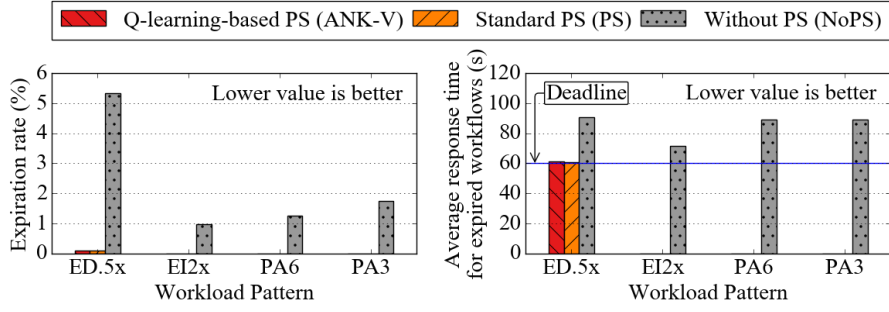 Q-learning-based PS (ANK-V) Standard PS (PS) Without PS (NoPS)
Expiration rate (%)
6
5
4
3
2
1
0
Lower value is better
ED.5x EI2x PA6 PA3
Workload Pattern
Average response time
for expired workflows (s)
120
100
80
60
40
20
0
Deadline
Lower value is better
ED.5x EI2x PA6 PA3
Workload Pattern